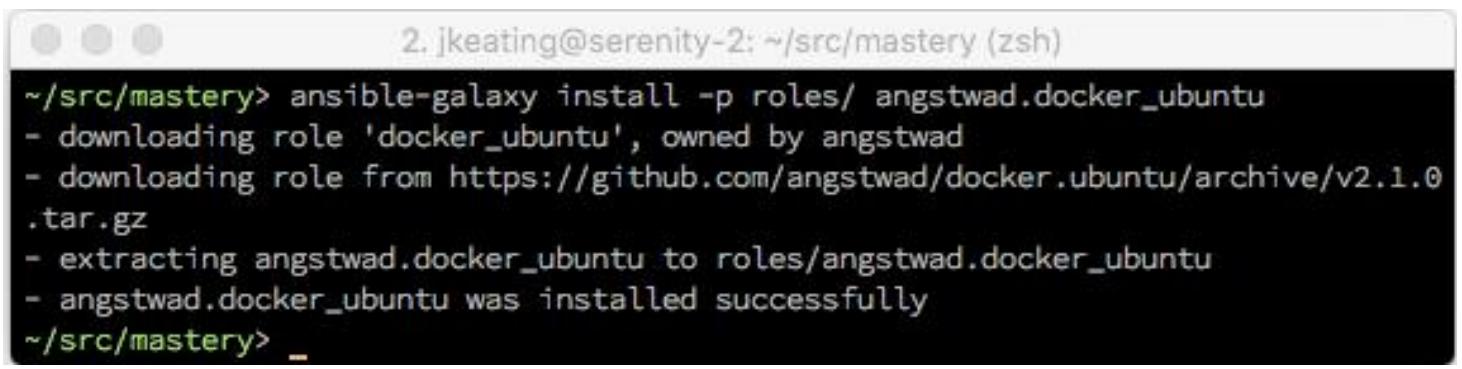 2. jkeating@serenity-2: ~/src/mastery (zsh)
~/src/mastery> ansible-galaxy install -p roles/ angstwad.docker_ubuntu
- downloading role 'docker_ubuntu', owned by angstwad
- downloading role from https://github.com/angstwad/docker.ubuntu/archive/v2.1.0
.tar.gz
- extracting angstwad.docker_ubuntu to roles/angstwad.docker_ubuntu
- angstwad.docker_ubuntu was installed successfully
~/src/mastery> _